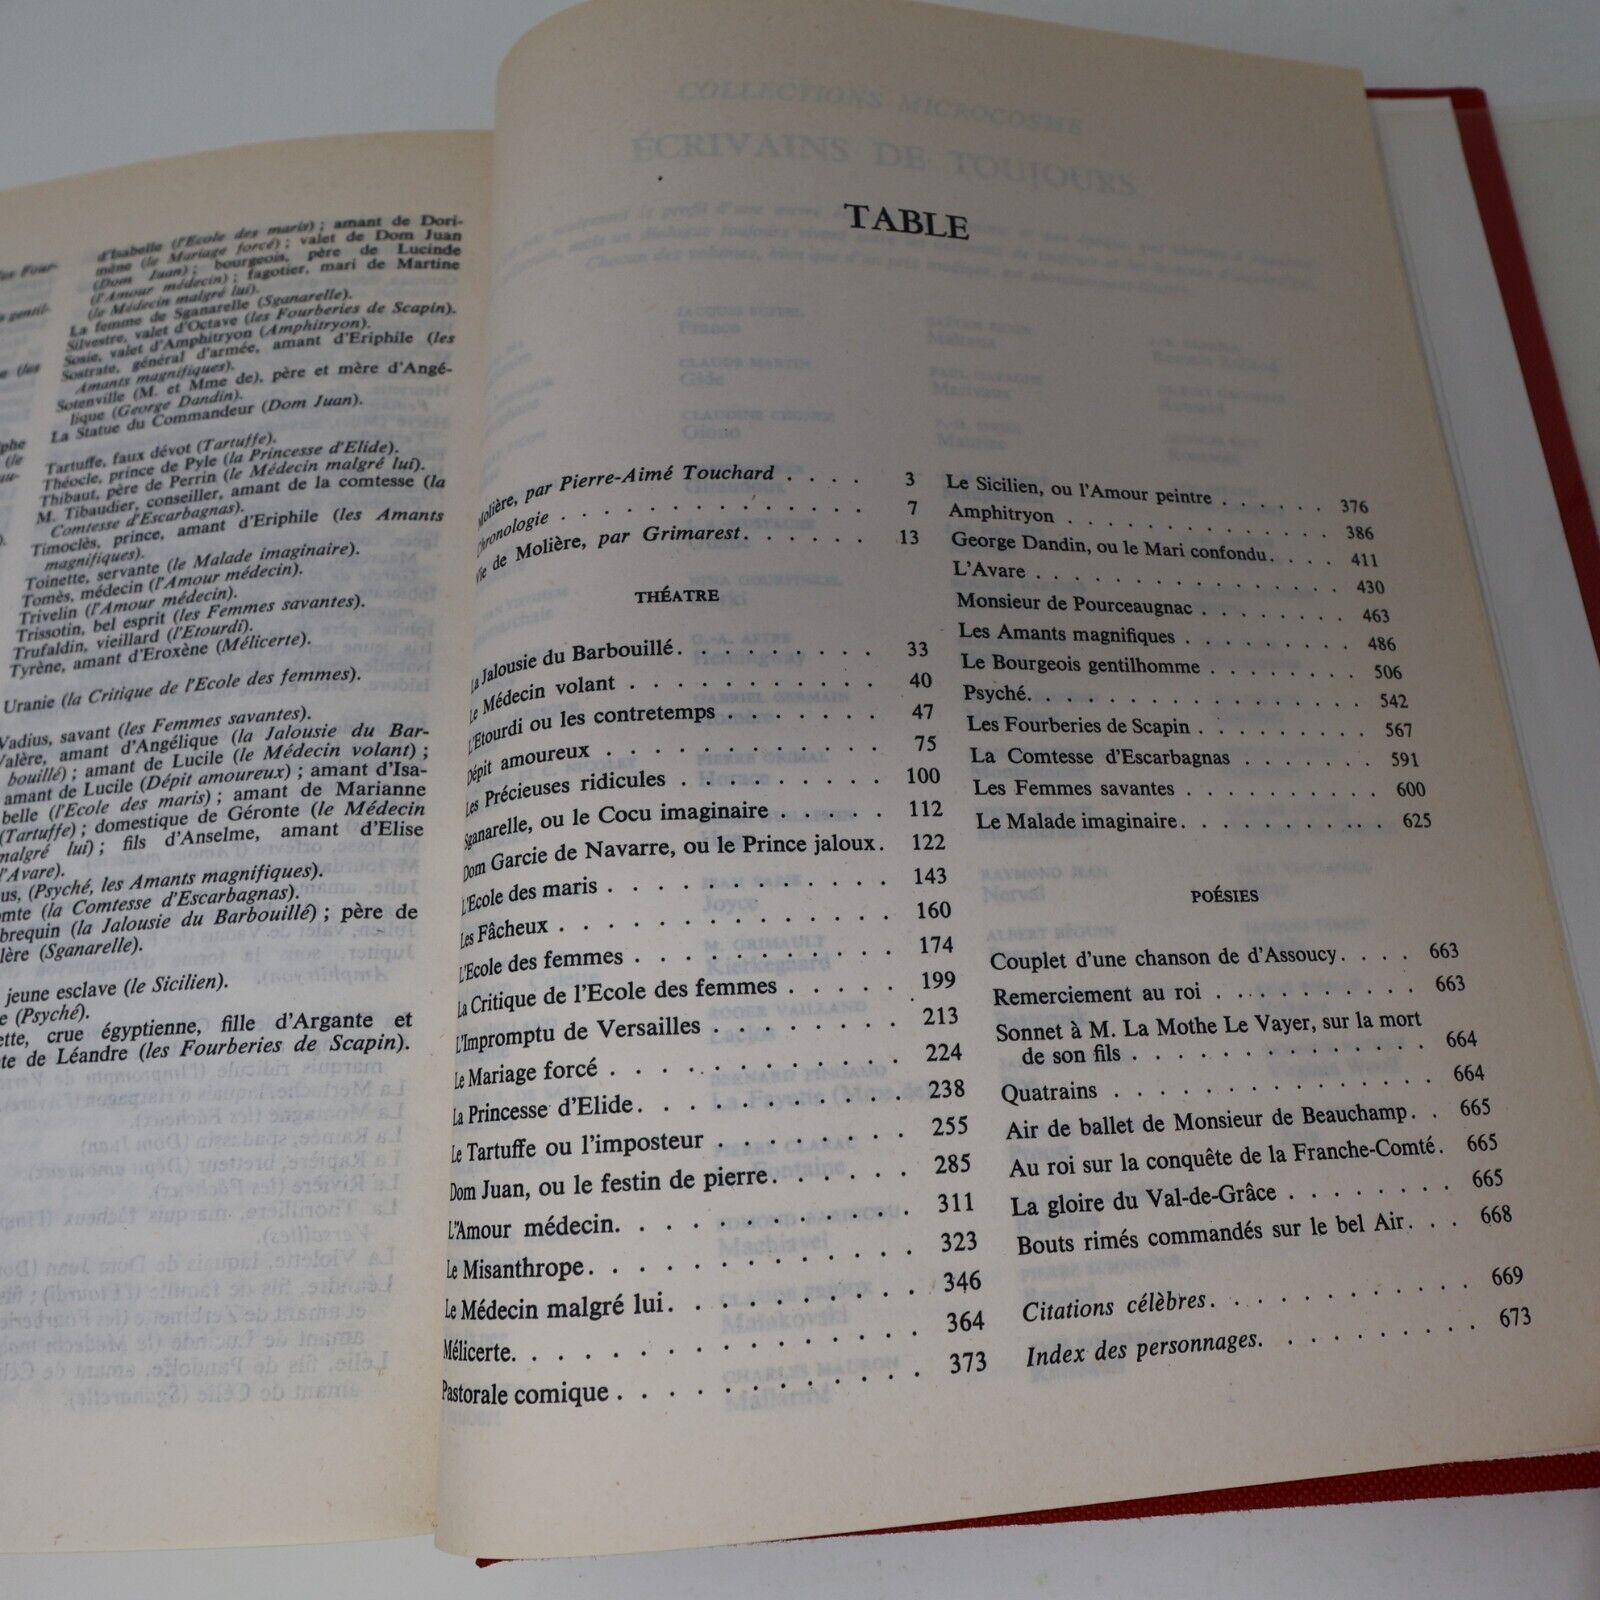 d'Isabelle (l'Ecole des maris) ; amant de Dori-
mène (le Mariage forcé) ; valet de Dom Juan
(Dom Juan) ; bourgeois, père de Lucinde
(l'Amour médecin) ; fagotier, mari de Martine
(le Médecin malgré lui).
La femme de Sganarelle (Sganarelle).
Silvestre, valet d'Octave (les Fourberies de Scapin).
Sosie, valet d'Amphitryon (Amphitryon).
Sostrate, général d'armée, amant d'Eriphile (les
Amants magnifiques).
Sotenville (M. et Mme de), père et mère d'Angé-
lique (George Dandin).
La Statue du Commandeur (Dom Juan).
Tartuffe, faux dévot (Tartuffe).
Théocle, prince de Pyle (la Princesse d'Elide).
Thibaut, père de Perrin (le Médecin malgré lui).
M. Tibaudier, conseiller, amant de la comtesse (la
Comtesse d'Escarbagnas).
Timoclès, prince, amant d'Eriphile (les Amants
magnifiques).
Toinette, servante (le Malade imaginaire).
Tomès, médecin (l'Amour médecin).
Trivelin (l'Amour médecin).
Trissotin, bel esprit (les Femmes savantes).
Trufaldin, vieillard (l'Etourdi).
Tyrène, amant d'Eroxène (Mélicerte).
Uranie (la Critique de l'Ecole des femmes).
Vadius, savant (les Femmes savantes).
Valère, amant d'Angélique (la Jalousie du Bar-
bouillé) ; amant de Lucile (le Médecin volant) ;
amant de Lucile (Dépit amoureux) ; amant d'Isa-
belle (l'Ecole des maris) ; amant de Marianne
(Tartuffe) ; domestique de Géronte (le Médecin
malgré lui) ; fils d'Anselme, amant d'Elise
l'Avare).
us, (Psyché, les Amants magnifiques).
omte (la Comtesse d'Escarbagnas).
brequin (la Jalousie du Barbouillé) ; père de
lère (Sganarelle).
jeune esclave (le Sicilien).
e (Psyché).
ette, crue égyptienne, fille d'Argante et
te de Léandre (les Fourberies de Scapin).
TABLE
Molière, par Pierre-Aimé Touchard . . . . 3
Chronologie . . . . . . . . . . . . . . 7
Vie de Molière, par Grimarest. . . . . . 13
THÉATRE
La Jalousie du Barbouillé. . . . . . . . 33
Le Médecin volant . . . . . . . . . . . 40
L'Etourdi ou les contretemps . . . . . . . 47
Dépit amoureux . . . . . . . . . . . . 75
Les Précieuses ridicules . . . . . . . . . 100
Sganarelle, ou le Cocu imaginaire . . . . . 112
Dom Garcie de Navarre, ou le Prince jaloux. 122
L'Ecole des maris . . . . . . . . . . . . 143
Les Fâcheux . . . . . . . . . . . . . . 160
L'Ecole des femmes . . . . . . . . . . . 174
La Critique de l'Ecole des femmes . . . . . 199
L'Impromptu de Versailles . . . . . . . . 213
Le Mariage forcé . . . . . . . . . . . . 224
La Princesse d'Elide. . . . . . . . . . . 238
Le Tartuffe ou l'imposteur . . . . . . . . 255
Dom Juan, ou le festin de pierre. . . . . . 285
L'Amour médecin. . . . . . . . . . . . 311
Le Misanthrope. . . . . . . . . . . . . 323
Le Médecin malgré lui. . . . . . . . . . 346
Mélicerte. . . . . . . . . . . . . . . . 364
Pastorale comique . . . . . . . . . . . . 373
Le Sicilien, ou l'Amour peintre . . . . . . 376
Amphitryon . . . . . . . . . . . . . . 386
George Dandin, ou le Mari confondu. . . . 411
L'Avare . . . . . . . . . . . . . . . . 430
Monsieur de Pourceaugnac . . . . . . . . 463
Les Amants magnifiques . . . . . . . . . 486
Le Bourgeois gentilhomme . . . . . . . . 506
Psyché. . . . . . . . . . . . . . . . . 542
Les Fourberies de Scapin . . . . . . . . . 567
La Comtesse d'Escarbagnas . . . . . . . 591
Les Femmes savantes . . . . . . . . . . 600
Le Malade imaginaire. . . . . . . . . . . 625
POÉSIES
Couplet d'une chanson de d'Assoucy. . . . 663
Remerciement au roi . . . . . . . . . . 663
Sonnet à M. La Mothe Le Vayer, sur la mort
de son fils . . . . . . . . . . . . . . 664
Quatrains . . . . . . . . . . . . . . . 664
Air de ballet de Monsieur de Beauchamp. . 665
Au roi sur la conquête de la Franche-Comté. 665
La gloire du Val-de-Grâce . . . . . . . . 665
Bouts rimés commandés sur le bel Air. . . 668
Citations célèbres. . . . . . . . . . . . 669
Index des personnages. . . . . . . . . . 673